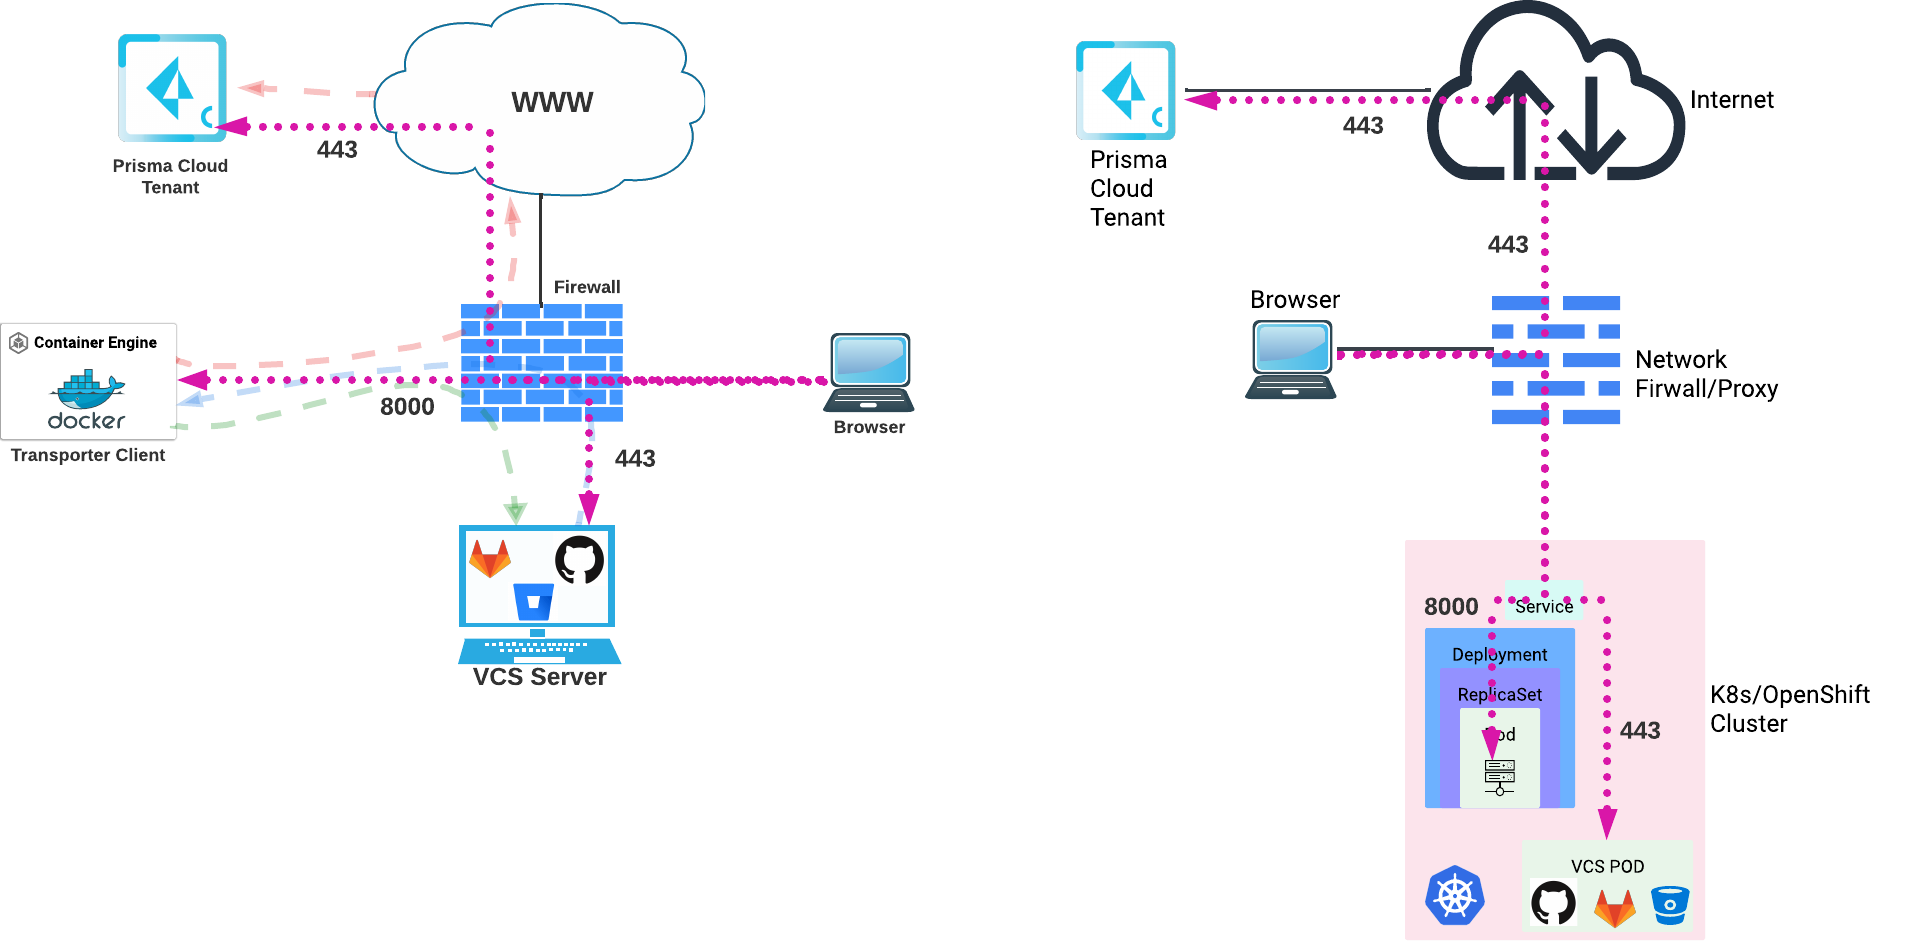 WWW
Prisma Cloud
Tenant
443
Firewall
Container Engine
docker
Transporter Client
8000
Browser
443
VCS Server
Prisma
Cloud
Tenant
443
Internet
443
Browser
Network
Firwall/Proxy
8000
Service
Deployment
ReplicaSet
Pod
443
K8s/OpenShift
Cluster
VCS POD